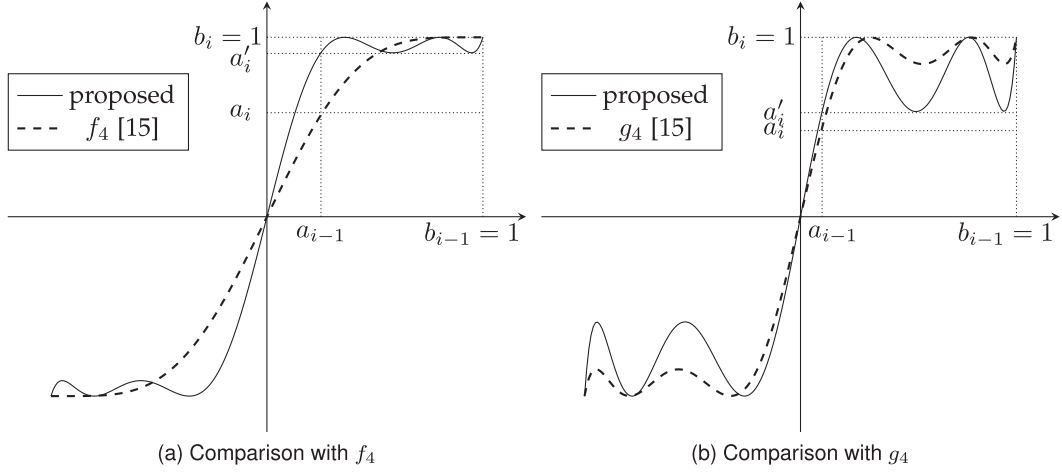 b_i = 1
a'_i
proposed
f_4 [15]
a_i
a_{i−1}
b_{i−1} = 1
(a) Comparison with f_4
b_i = 1
proposed
g_4 [15]
a'_i
a_i
a_{i−1}
b_{i−1} = 1
(b) Comparison with g_4